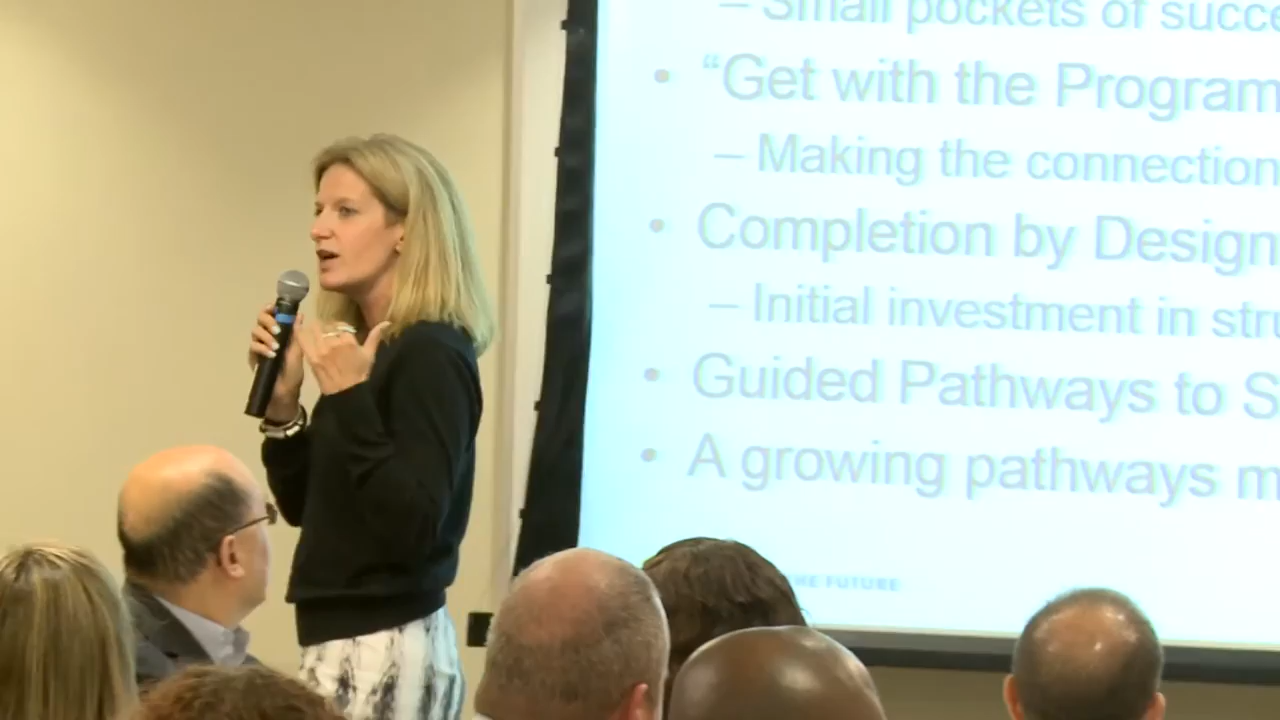 – Small pockets of succe
• “Get with the Program
– Making the connection
• Completion by Design
– Initial investment in stru
• Guided Pathways to S
• A growing pathways m
HE FUTURE